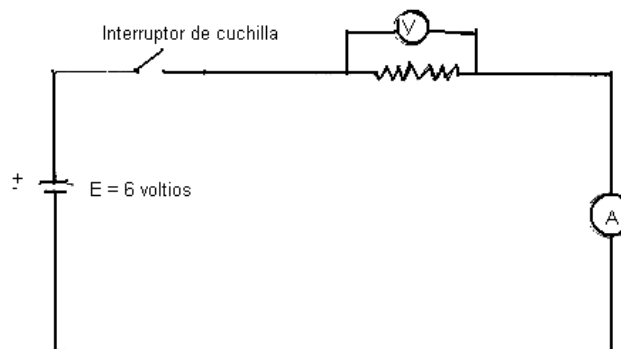 V
Interruptor de cuchilla
+
-
E = 6 voltios
A